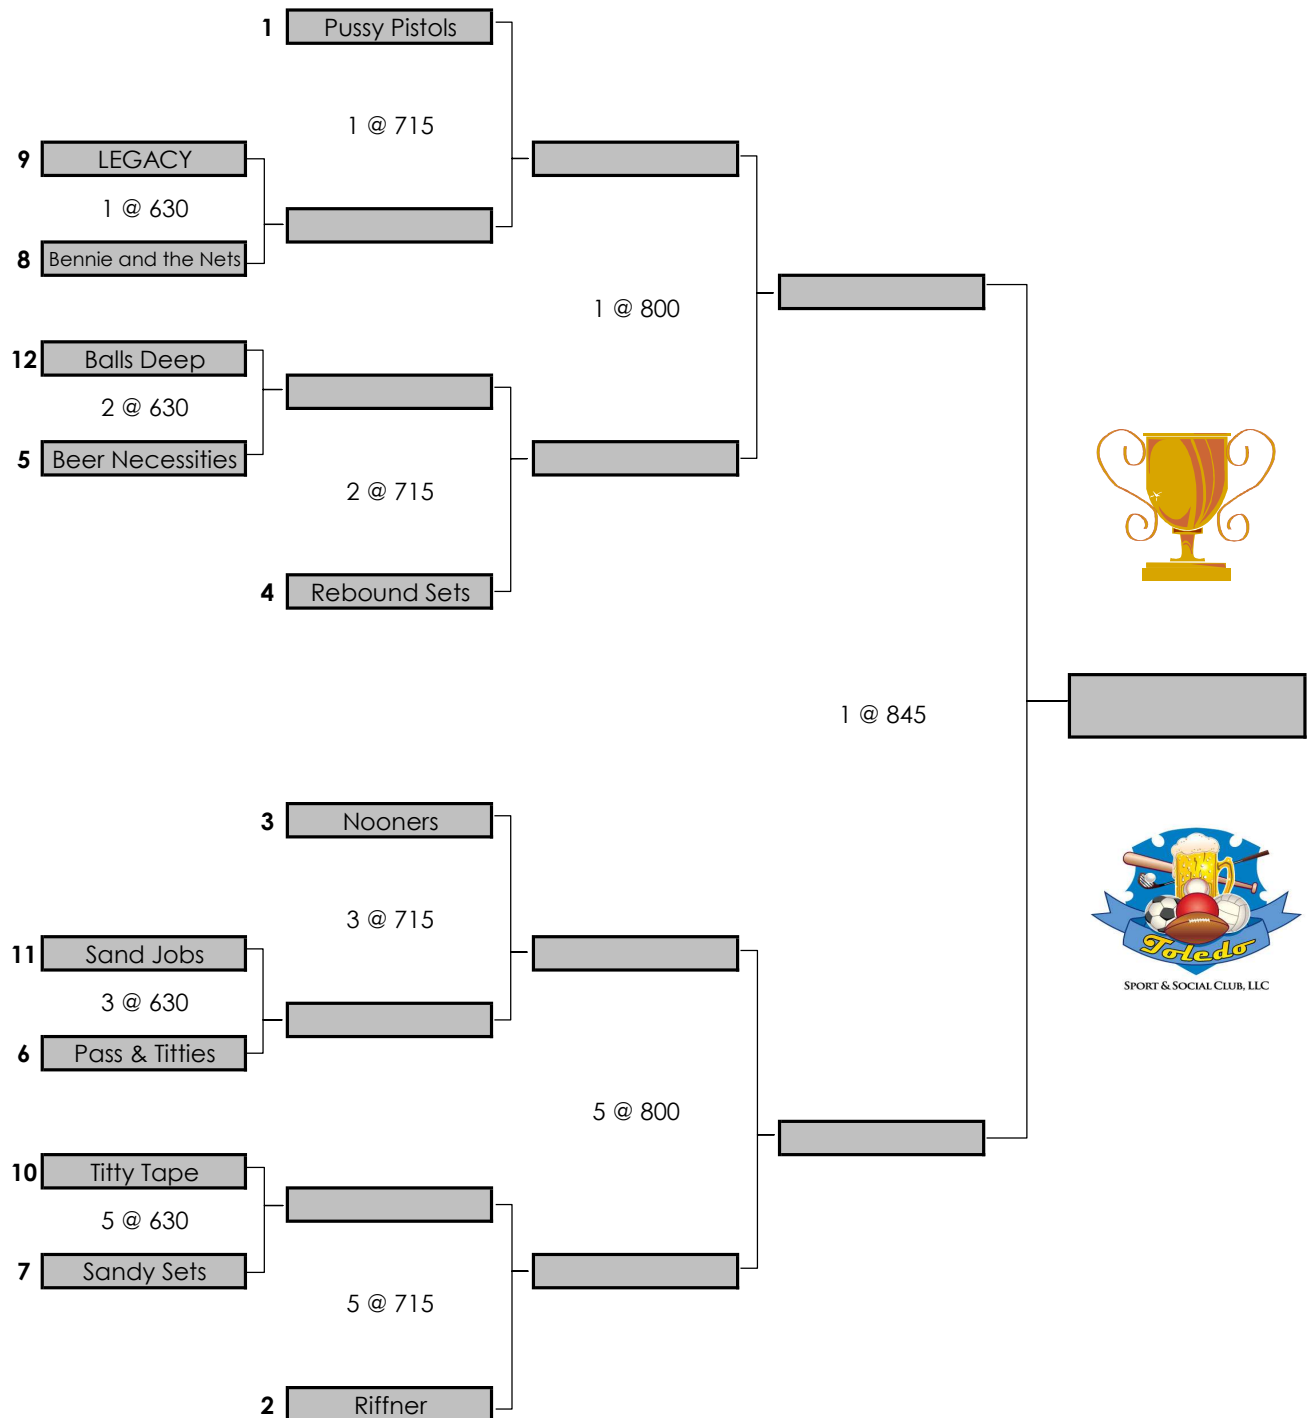 1 Pussy Pistols
1 @ 715
9 LEGACY
1 @ 630
8 Bennie and the Nets
1 @ 800
12 Balls Deep
2 @ 630
5 Beer Necessities
2 @ 715
4 Rebound Sets
1 @ 845
3 Nooners
3 @ 715
11 Sand Jobs
3 @ 630
6 Pass & Titties
Toledo
SPORT & SOCIAL CLUB, LLC
5 @ 800
10 Titty Tape
5 @ 630
7 Sandy Sets
5 @ 715
2 Riffner